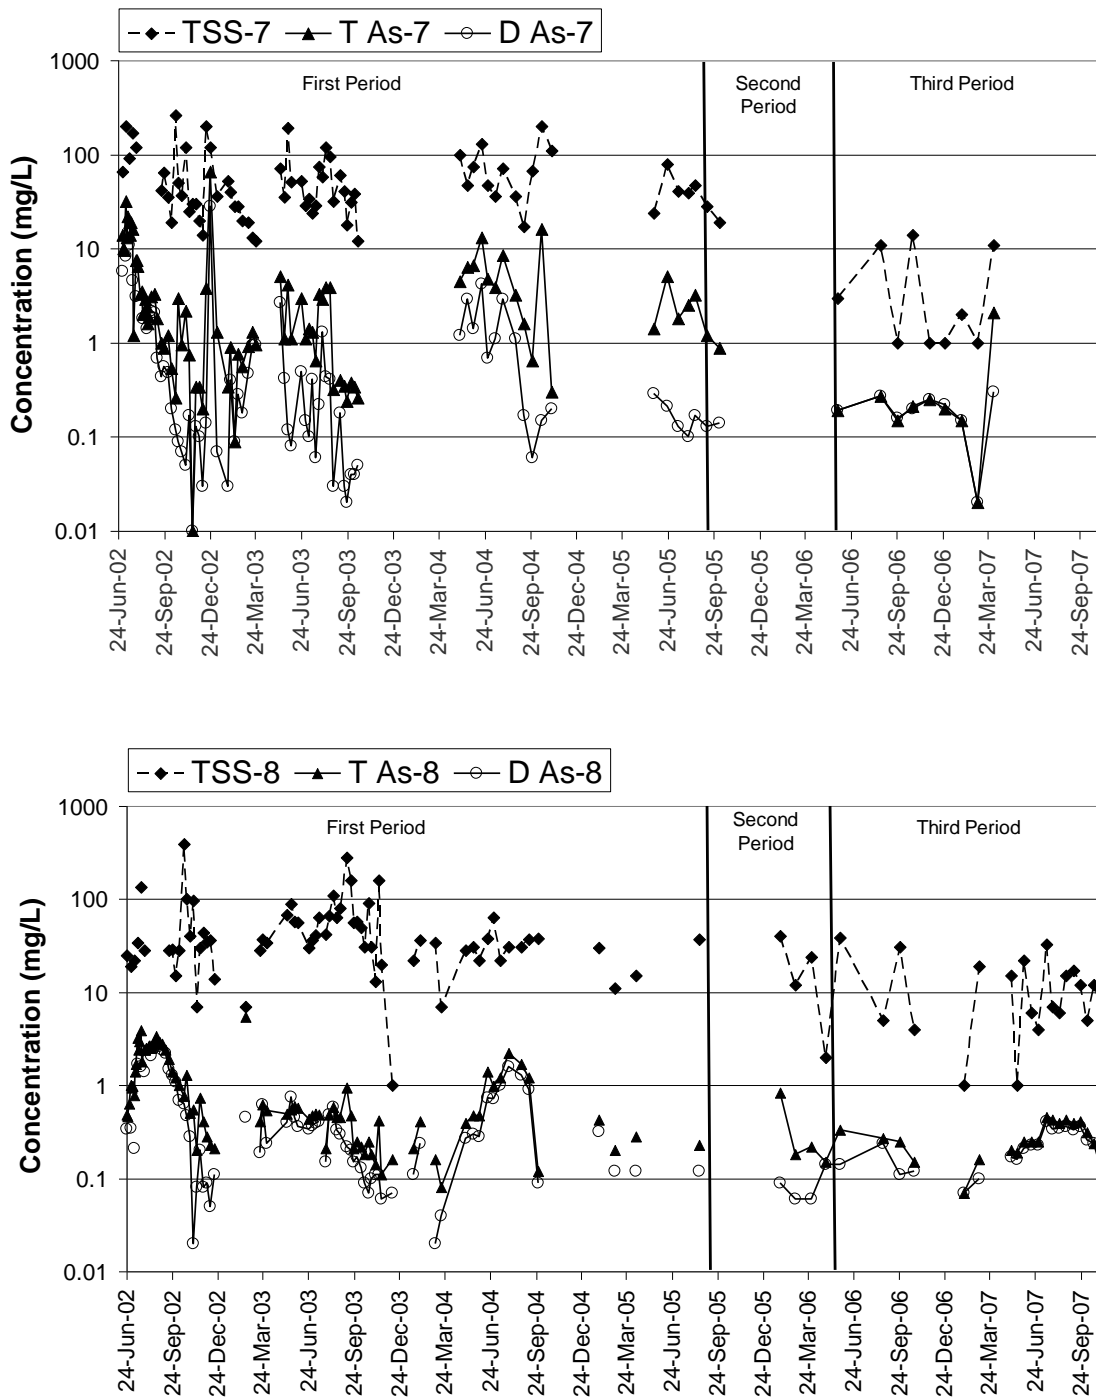 TSS-7 T As-7 D As-7
1000
100
10
1
0.1
0.01
Concentration (mg/L)
First Period
Second
Period
Third Period
24-Jun-02
24-Sep-02
24-Dec-02
24-Mar-03
24-Jun-03
24-Sep-03
24-Dec-03
24-Mar-04
24-Jun-04
24-Sep-04
24-Dec-04
24-Mar-05
24-Jun-05
24-Sep-05
24-Dec-05
24-Mar-06
24-Jun-06
24-Sep-06
24-Dec-06
24-Mar-07
24-Jun-07
24-Sep-07
TSS-8 T As-8 D As-8
1000
100
10
1
0.1
0.01
Concentration (mg/L)
First Period
Second
Period
Third Period
24-Jun-02
24-Sep-02
24-Dec-02
24-Mar-03
24-Jun-03
24-Sep-03
24-Dec-03
24-Mar-04
24-Jun-04
24-Sep-04
24-Dec-04
24-Mar-05
24-Jun-05
24-Sep-05
24-Dec-05
24-Mar-06
24-Jun-06
24-Sep-06
24-Dec-06
24-Mar-07
24-Jun-07
24-Sep-07